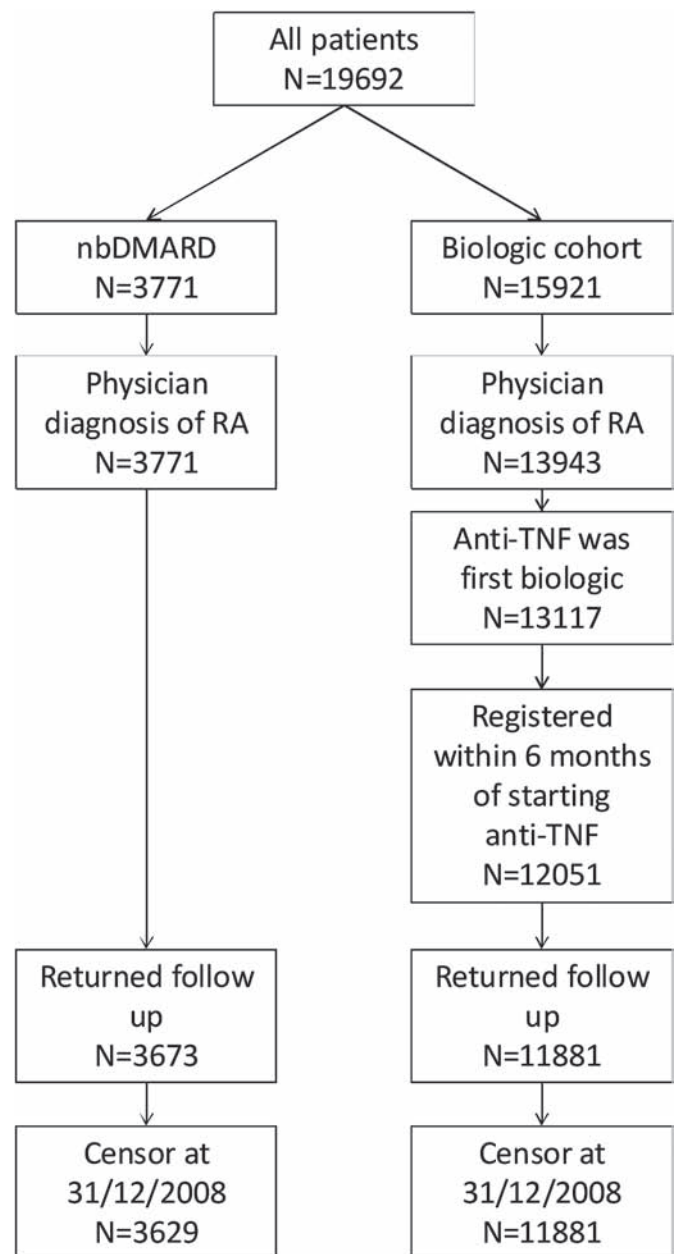 All patients
N=19692
nbDMARD
N=3771
Biologic cohort
N=15921
Physician
diagnosis of RA
N=3771
Physician
diagnosis of RA
N=13943
Anti-TNF was
first biologic
N=13117
Registered
within 6 months
of starting
anti-TNF
N=12051
Returned follow
up
N=3673
Returned follow
up
N=11881
Censor at
31/12/2008
N=3629
Censor at
31/12/2008
N=11881